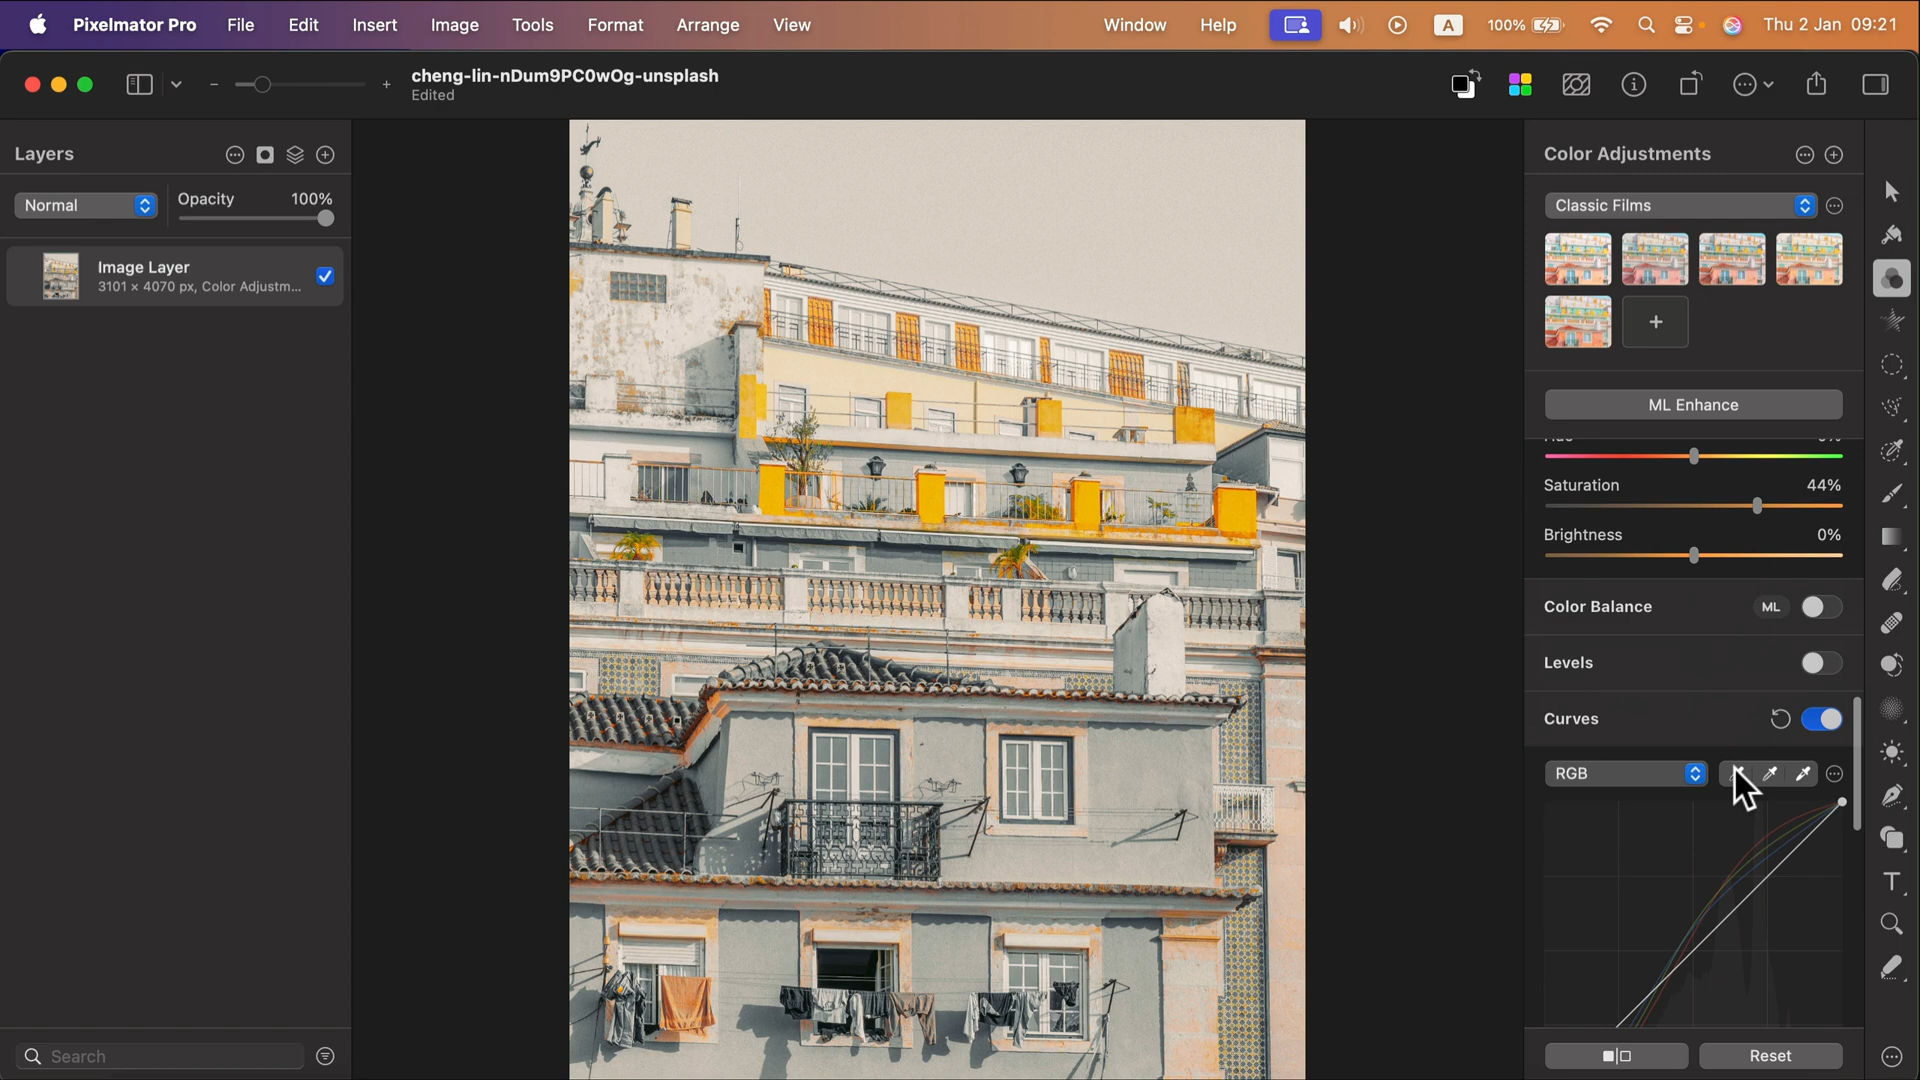 Pixelmator Pro File Edit Insert Image Tools Format Arrange View Window Help A 100% Thu 2 Jan 09:21
cheng-lin-nDum9PC0wOg-unsplash
Edited
Layers
Normal
Opacity 100%
Image Layer
3101 × 4070 px, Color Adjustm...
Search
Color Adjustments
Classic Films
+
ML Enhance
Saturation 44%
Brightness 0%
Color Balance ML
Levels
Curves
RGB
Reset